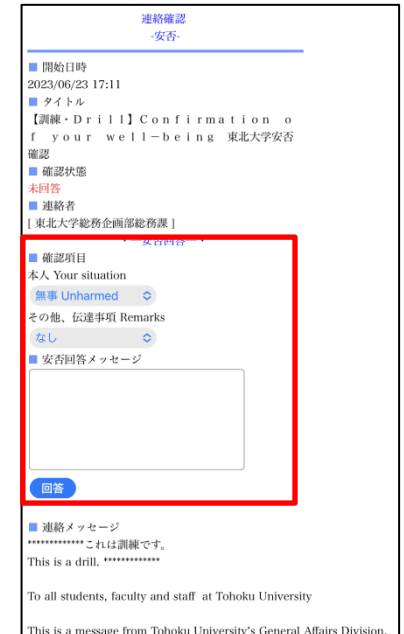 連絡確認
-安否-
■ 開始日時
2023/06/23 17:11
■ タイトル
【訓練・Drill】Confirmation o
f your well－being 東北大学安否
確認
■ 確認状態
未回答
■ 連絡者
[ 東北大学総務企画部総務課 ]
安否回答
■ 確認項目
本人 Your situation
無事 Unharmed
その他、伝達事項 Remarks
なし
■ 安否回答メッセージ
回答
■ 連絡メッセージ
*************これは訓練です。
This is a drill. *************
To all students, faculty and staff at Tohoku University
This is a message from Tohoku University's General Affairs Division.